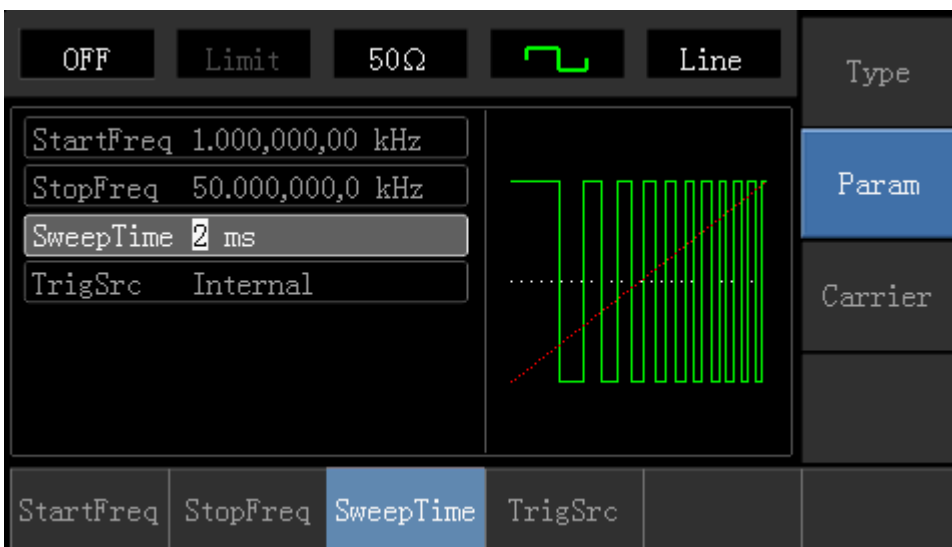 OFF Limit 50Ω Line
Type
StartFreq 1.000,000,00 kHz
StopFreq 50.000,000,0 kHz
Param
SweepTime 2 ms
TrigSrc Internal
Carrier
StartFreq StopFreq SweepTime TrigSrc